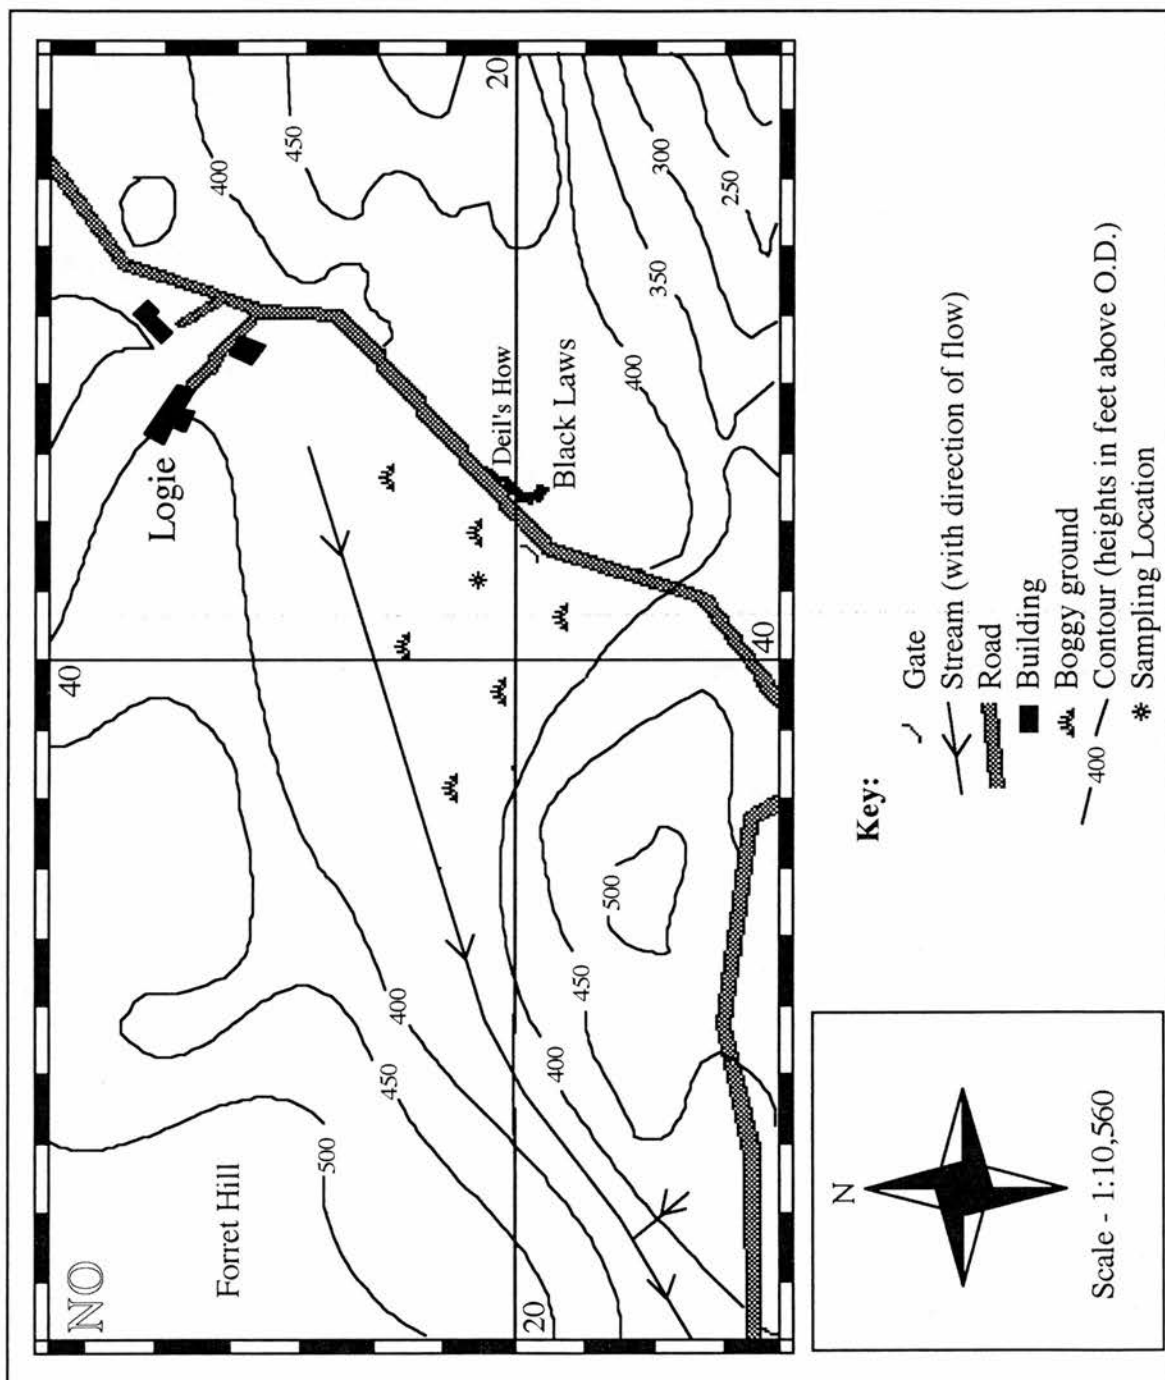 NO
40
Logie
400
450
20
Forret Hill
500
450
400
Deil's How
Black Laws
20
400
450
500
350
300
250
40
N
Scale - 1:10,560
Key:
Gate
Stream (with direction of flow)
Road
Building
Boggy ground
400 Contour (heights in feet above O.D.)
Sampling Location